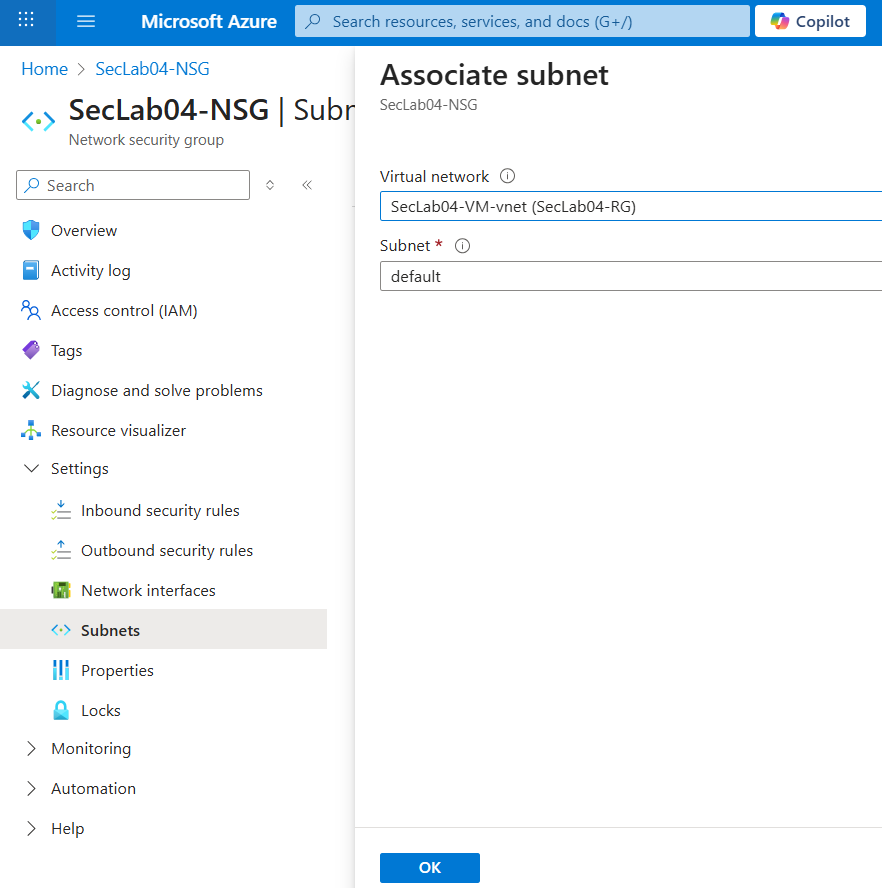 Microsoft Azure
Search resources, services, and docs (G+/)
Copilot
Home > SecLab04-NSG
SecLab04-NSG | Subn
Network security group
Search
Overview
Activity log
Access control (IAM)
Tags
Diagnose and solve problems
Resource visualizer
Settings
Inbound security rules
Outbound security rules
Network interfaces
Subnets
Properties
Locks
Monitoring
Automation
Help
Associate subnet
SecLab04-NSG
Virtual network
SecLab04-VM-vnet (SecLab04-RG)
Subnet *
default
OK